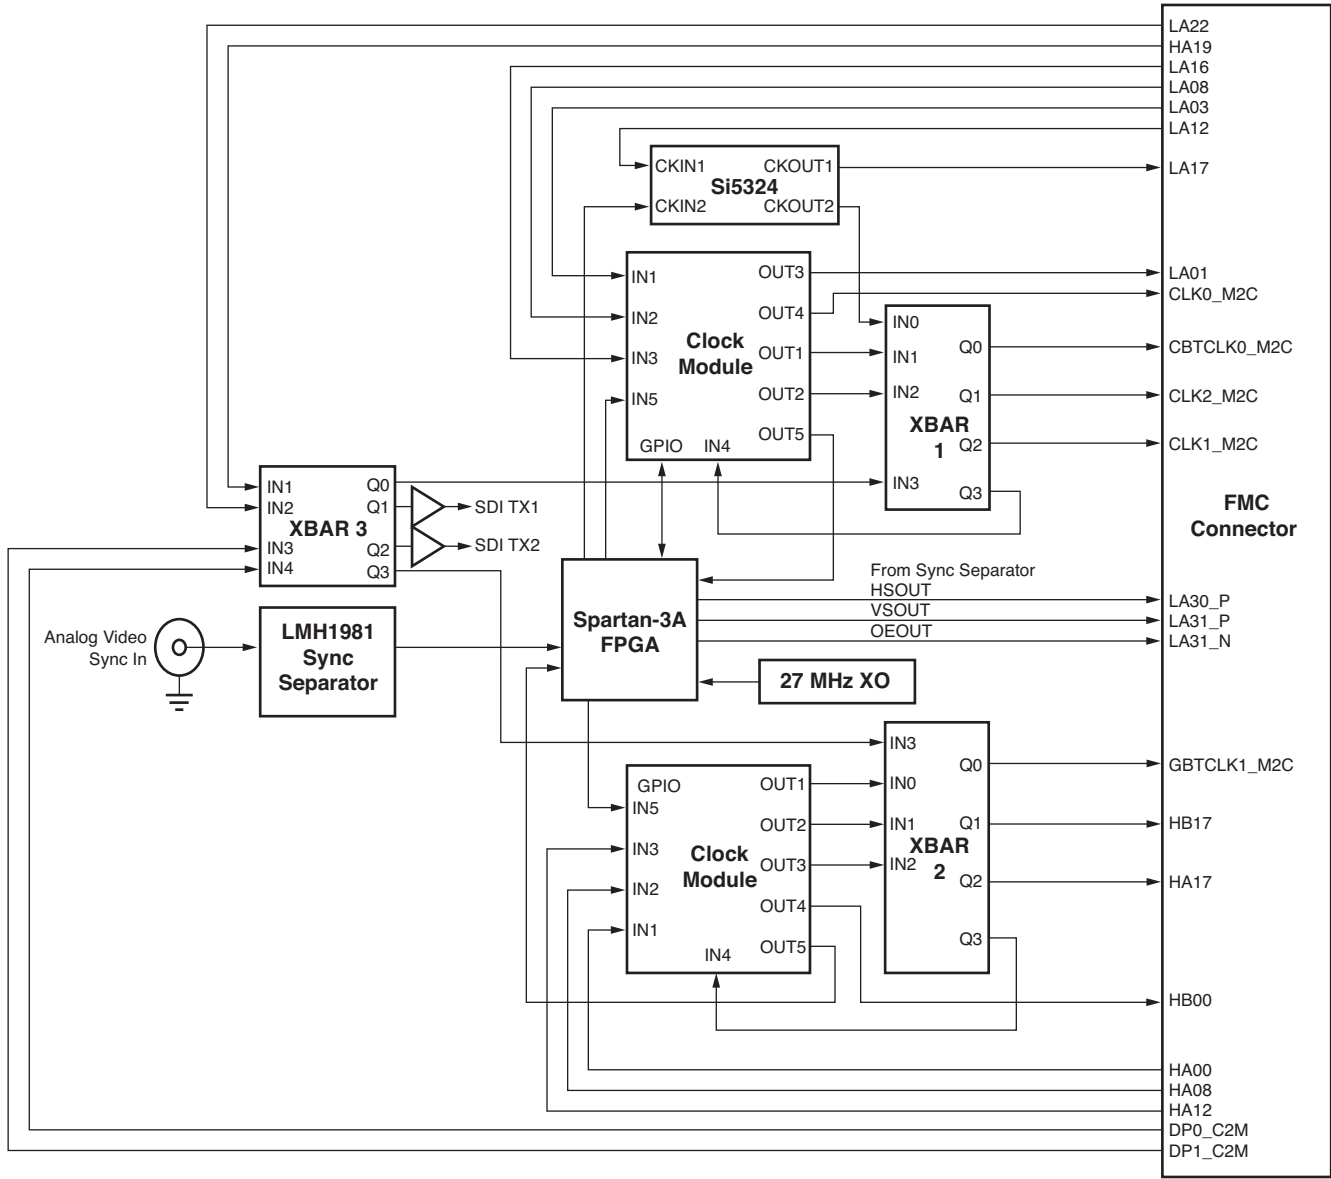 LA22
HA19
LA16
LA08
LA03
LA12
CKIN1 CKOUT1
LA17
Si5324
CKIN2 CKOUT2
IN1
OUT3
LA01
CLK0_M2C
IN2
OUT4
IN0
Clock
Module
IN3
OUT1
IN1
Q0
CBTCLK0_M2C
IN5
OUT2
IN2
Q1
CLK2_M2C
XBAR
1
GPIO IN4
OUT5
Q2
CLK1_M2C
IN3
Q3
FMC
Connector
IN1
Q0
IN2
Q1
SDI TX1
XBAR 3
IN3
Q2
SDI TX2
IN4
Q3
From Sync Separator
HSOUT
LA30_P
VSOUT
LA31_P
OEOUT
LA31_N
Spartan-3A
FPGA
Analog Video
Sync In
LMH1981
Sync
Separator
27 MHz XO
IN3
Q0
GBTCLK1_M2C
GPIO
OUT1
IN0
IN5
OUT2
IN1
Q1
HB17
XBAR
2
IN3
Clock
Module
OUT3
IN2
Q2
HA17
IN2
OUT4
IN1
OUT5
Q3
IN4
HB00
HA00
HA08
HA12
DP0_C2M
DP1_C2M